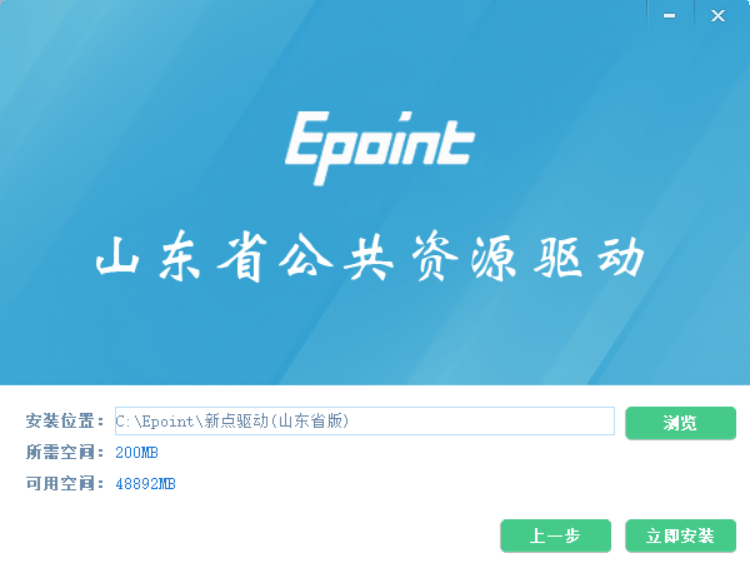 Epoint
山东省公共资源驱动
安装位置： C:\Epoint\新点驱动(山东省版) 浏览
所需空间： 200MB
可用空间： 48892MB
上一步 立即安装